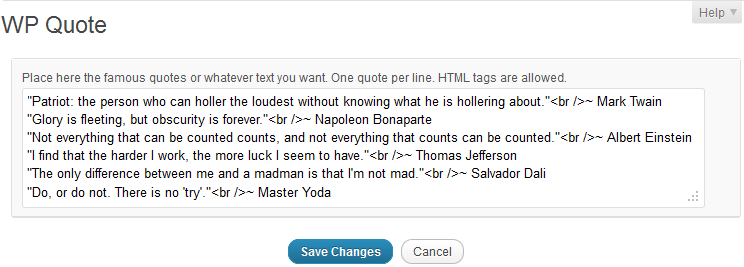 Help
WP Quote
Place here the famous quotes or whatever text you want. One quote per line. HTML tags are allowed.
"Patriot: the person who can holler the loudest without knowing what he is hollering about."<br />~ Mark Twain
"Glory is fleeting, but obscurity is forever."<br />~ Napoleon Bonaparte
"Not everything that can be counted counts, and not everything that counts can be counted."<br />~ Albert Einstein
"I find that the harder I work, the more luck I seem to have."<br />~ Thomas Jefferson
"The only difference between me and a madman is that I'm not mad."<br />~ Salvador Dali
"Do, or do not. There is no 'try'."<br />~ Master Yoda
Save Changes Cancel